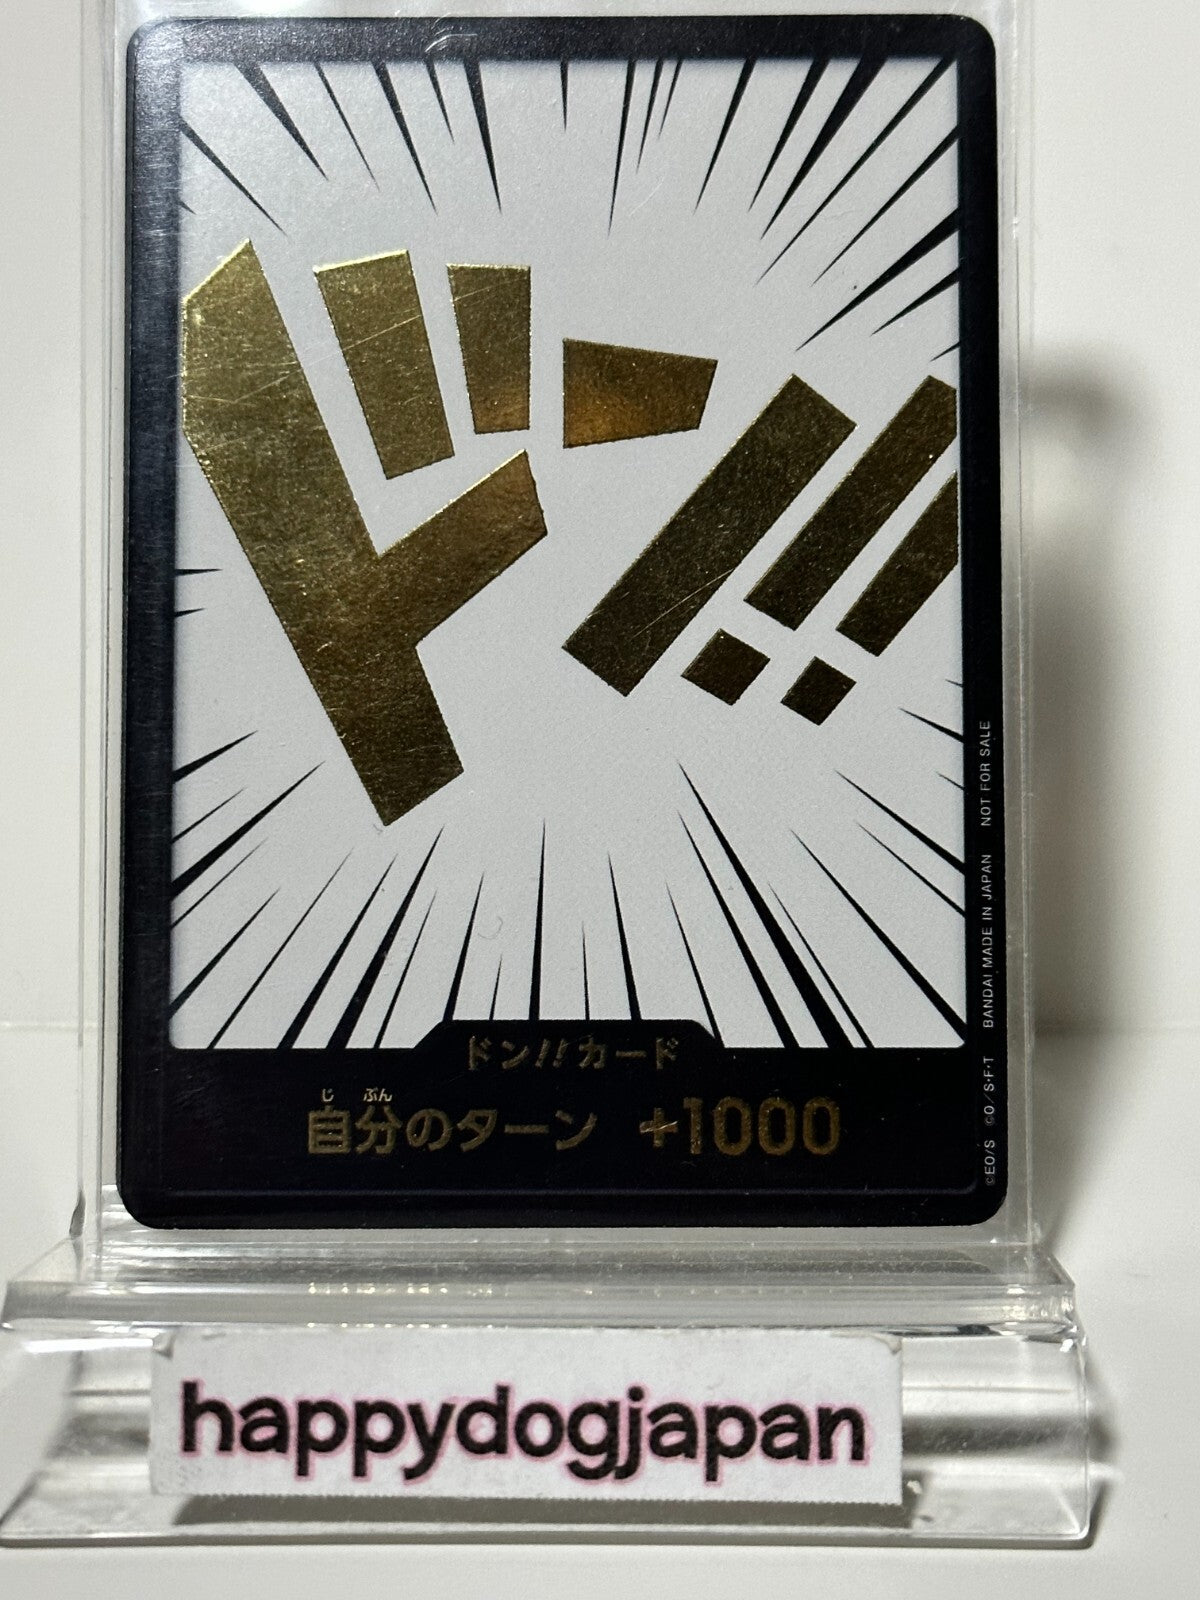 ドン!!
ドン!!カード
じ ぶん
自分のターン +1000
©EO/S ©O/S・F・T BANDAI MADE IN JAPAN NOT FOR SALE
happydogjapan